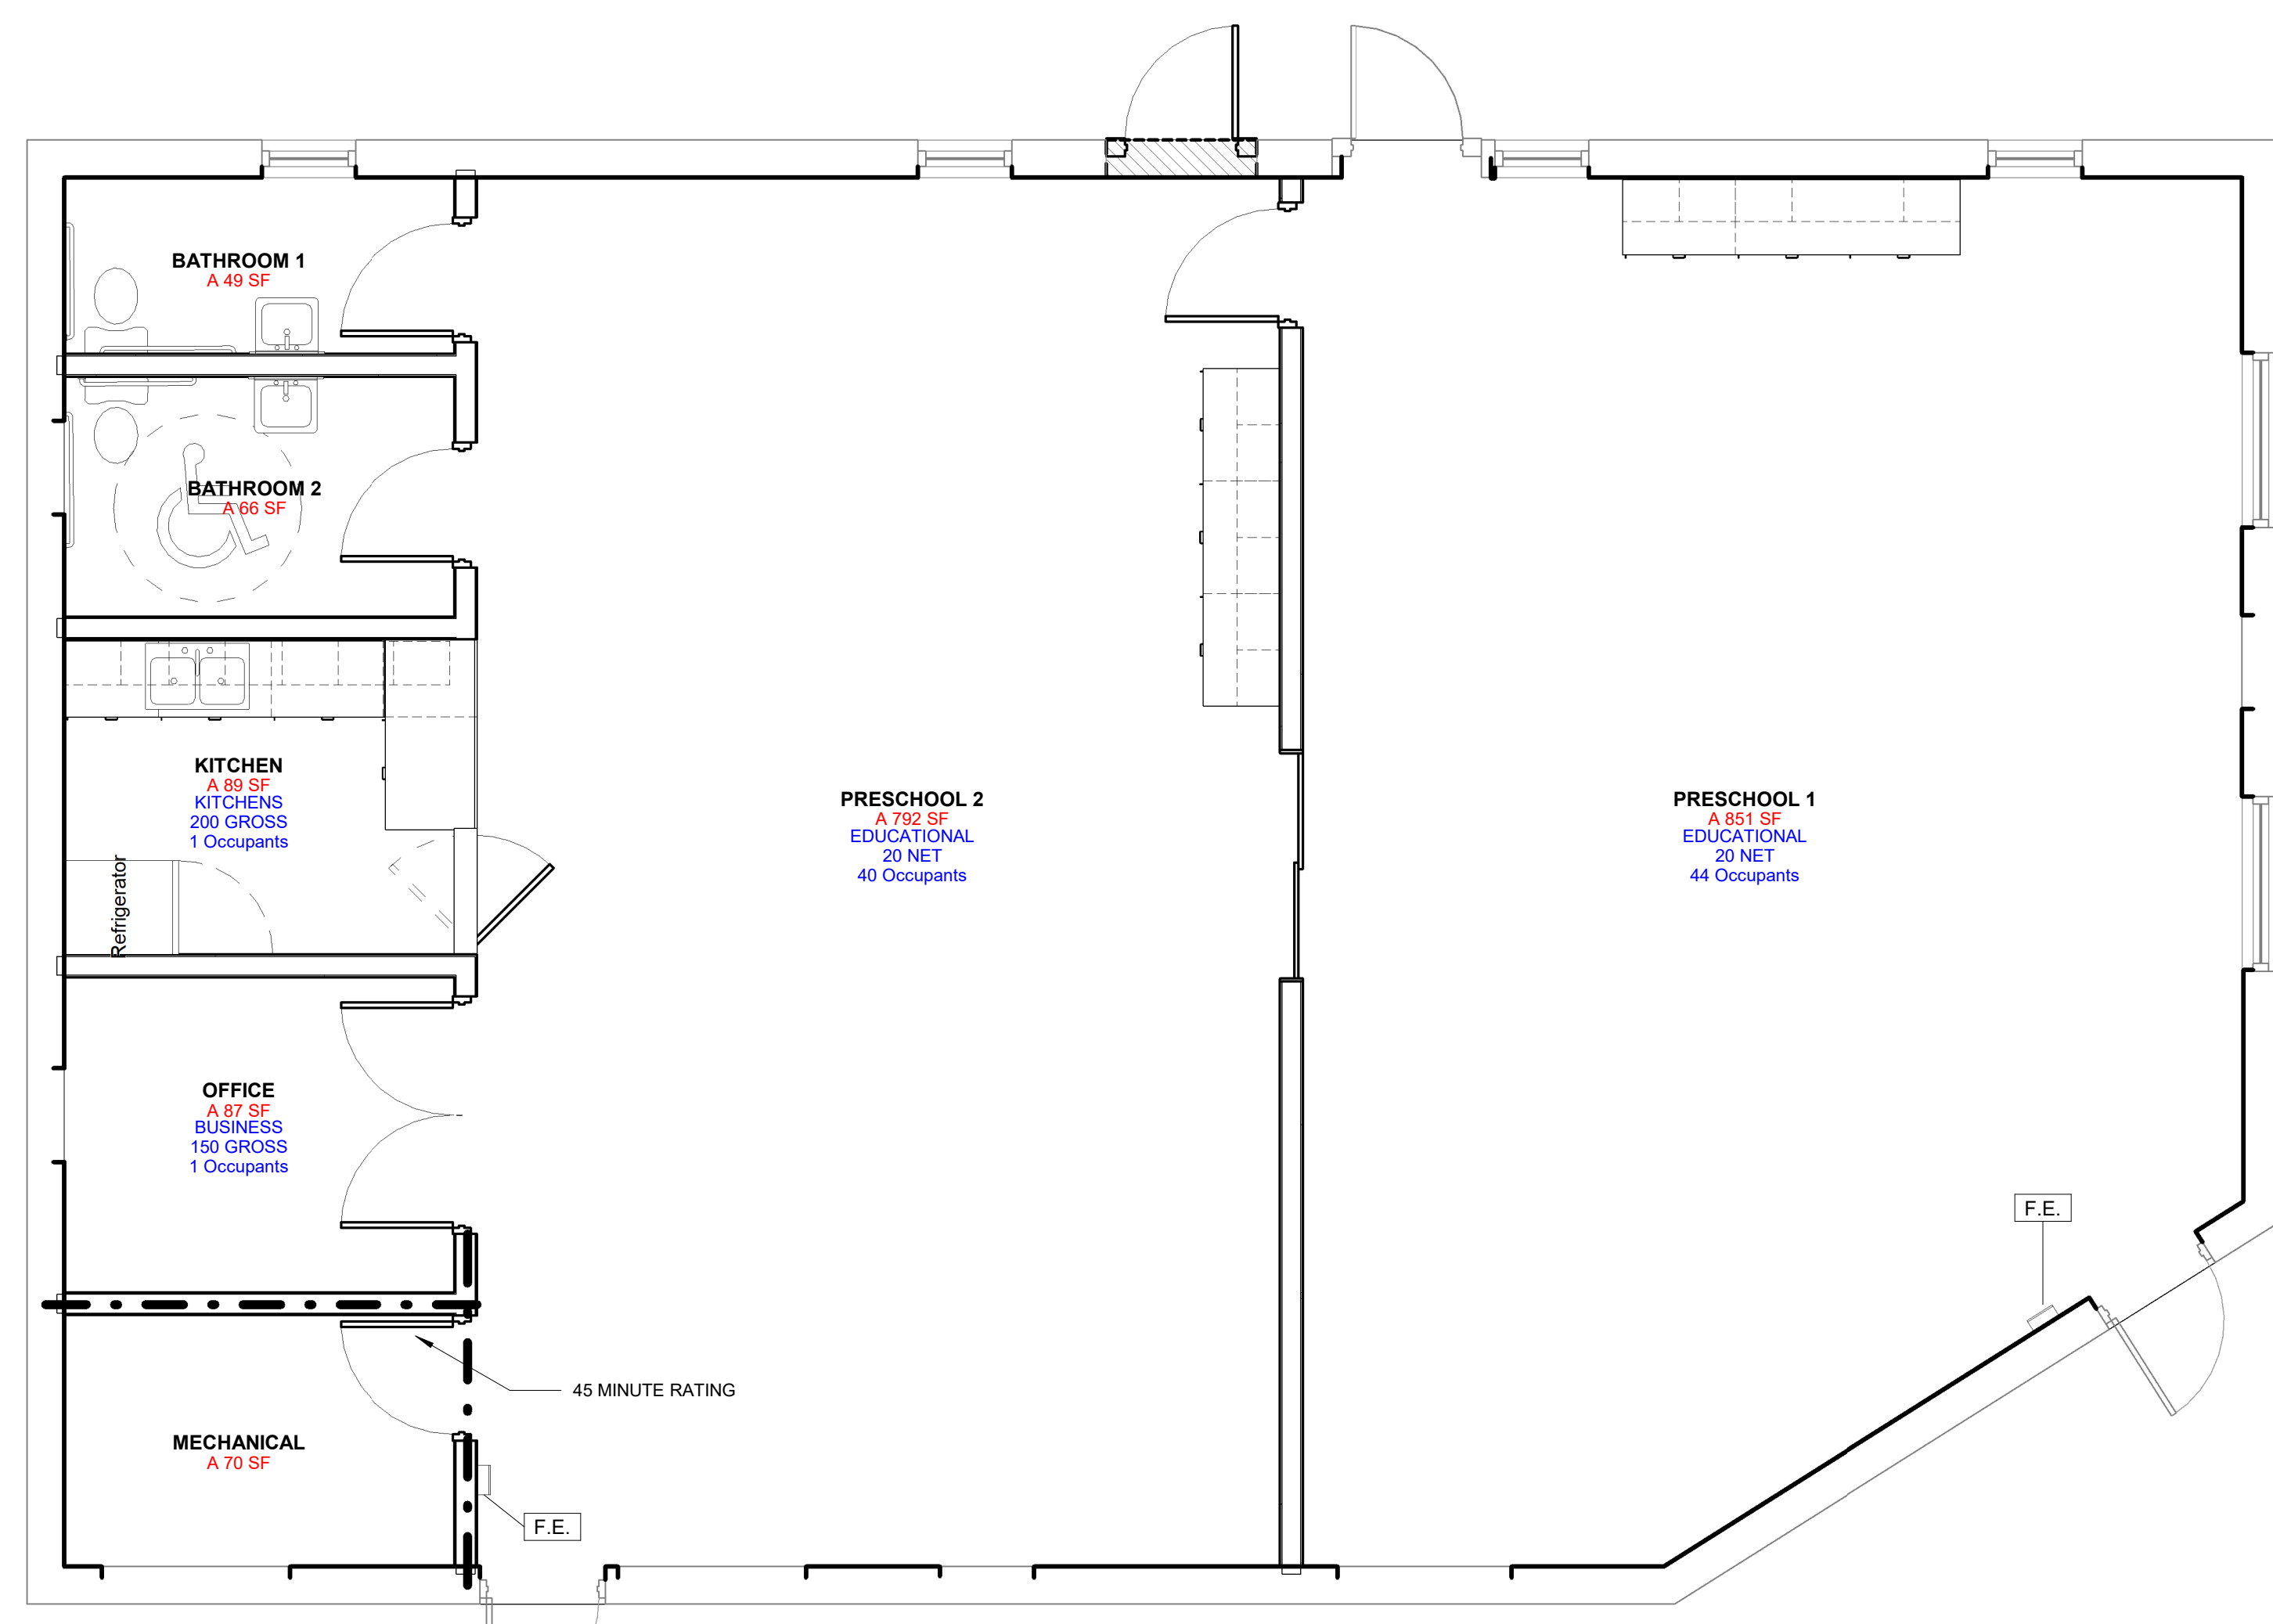 BATHROOM 1
A 49 SF
BATHROOM 2
A 66 SF
KITCHEN
A 89 SF
KITCHENS
200 GROSS
1 Occupants
Refrigerator
PRESCHOOL 2
A 792 SF
EDUCATIONAL
20 NET
40 Occupants
PRESCHOOL 1
A 851 SF
EDUCATIONAL
20 NET
44 Occupants
OFFICE
A 87 SF
BUSINESS
150 GROSS
1 Occupants
F.E.
45 MINUTE RATING
MECHANICAL
A 70 SF
F.E.